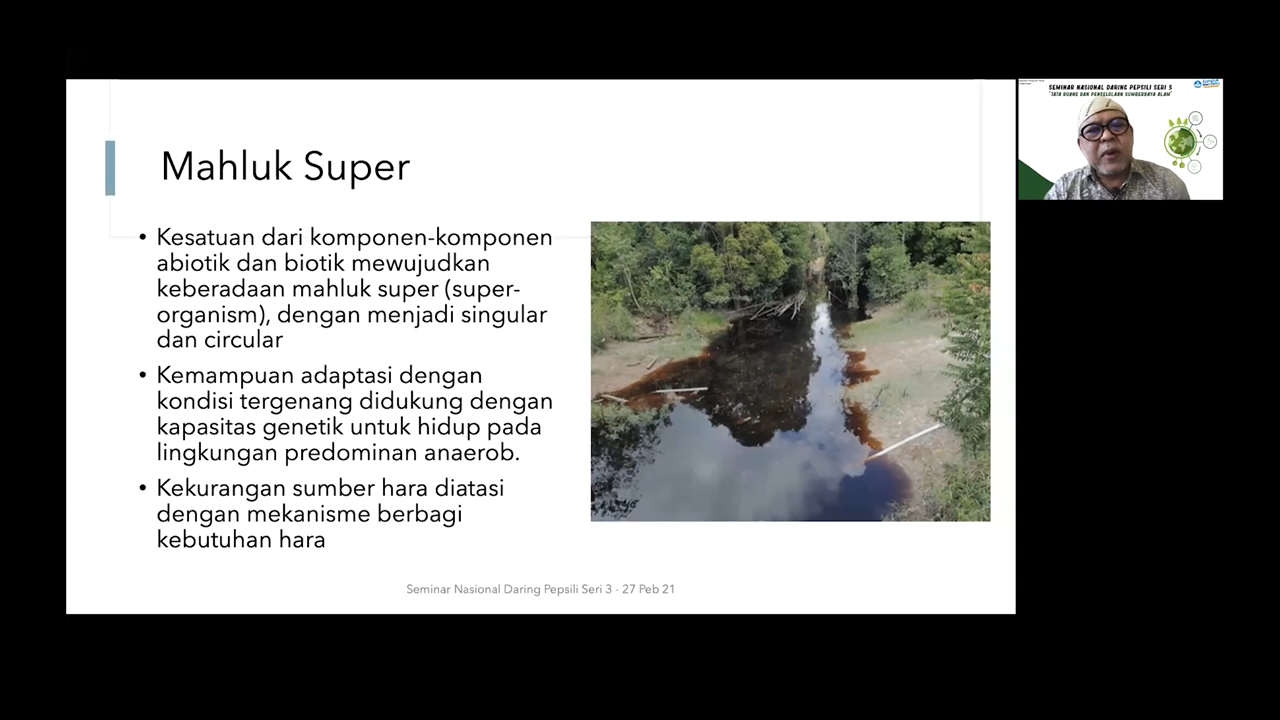 Mahluk Super
• Kesatuan dari komponen-komponen
abiotik dan biotik mewujudkan
keberadaan mahluk super (super-
organism), dengan menjadi singular
dan circular
• Kemampuan adaptasi dengan
kondisi tergenang didukung dengan
kapasitas genetik untuk hidup pada
lingkungan predominan anaerob.
• Kekurangan sumber hara diatasi
dengan mekanisme berbagi
kebutuhan hara
Seminar Nasional Daring Pepsili Seri 3 - 27 Peb 21
SEMINAR NASIONAL DARING PEPSILI SERI 3
"TATA RUANG DAN PENGELOLAAN SUMBERDAYA ALAM"